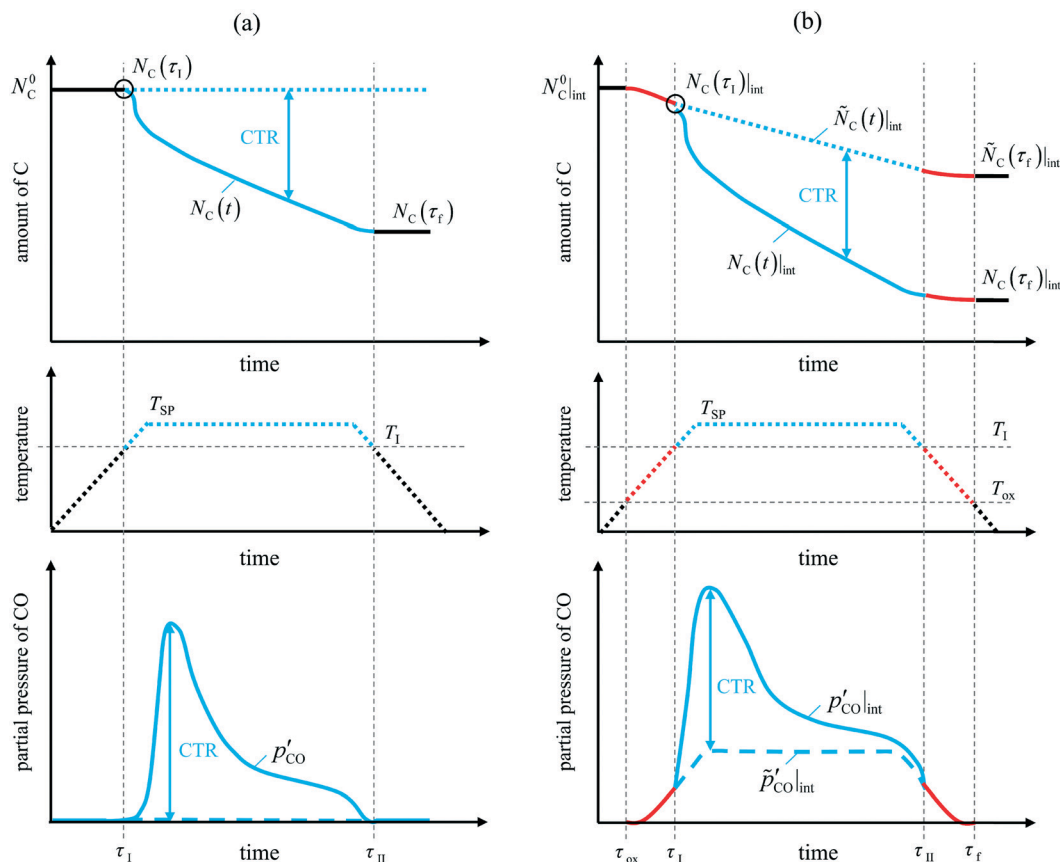 (a)
N_C^0
N_C(τ_I)
CTR
N_C(t)
N_C(τ_f)
amount of C
time
T_SP
T_I
temperature
time
CTR
p′_CO
partial pressure of CO
τ_I
time
τ_II
(b)
N_C^0|_int
N_C(τ_I)|_int
Ñ_C(t)|_int
Ñ_C(τ_f)|_int
CTR
N_C(t)|_int
N_C(τ_f)|_int
amount of C
time
T_SP
T_I
T_ox
temperature
time
CTR
p′_CO|_int
p̃′_CO|_int
partial pressure of CO
τ_ox
τ_I
time
τ_II
τ_f